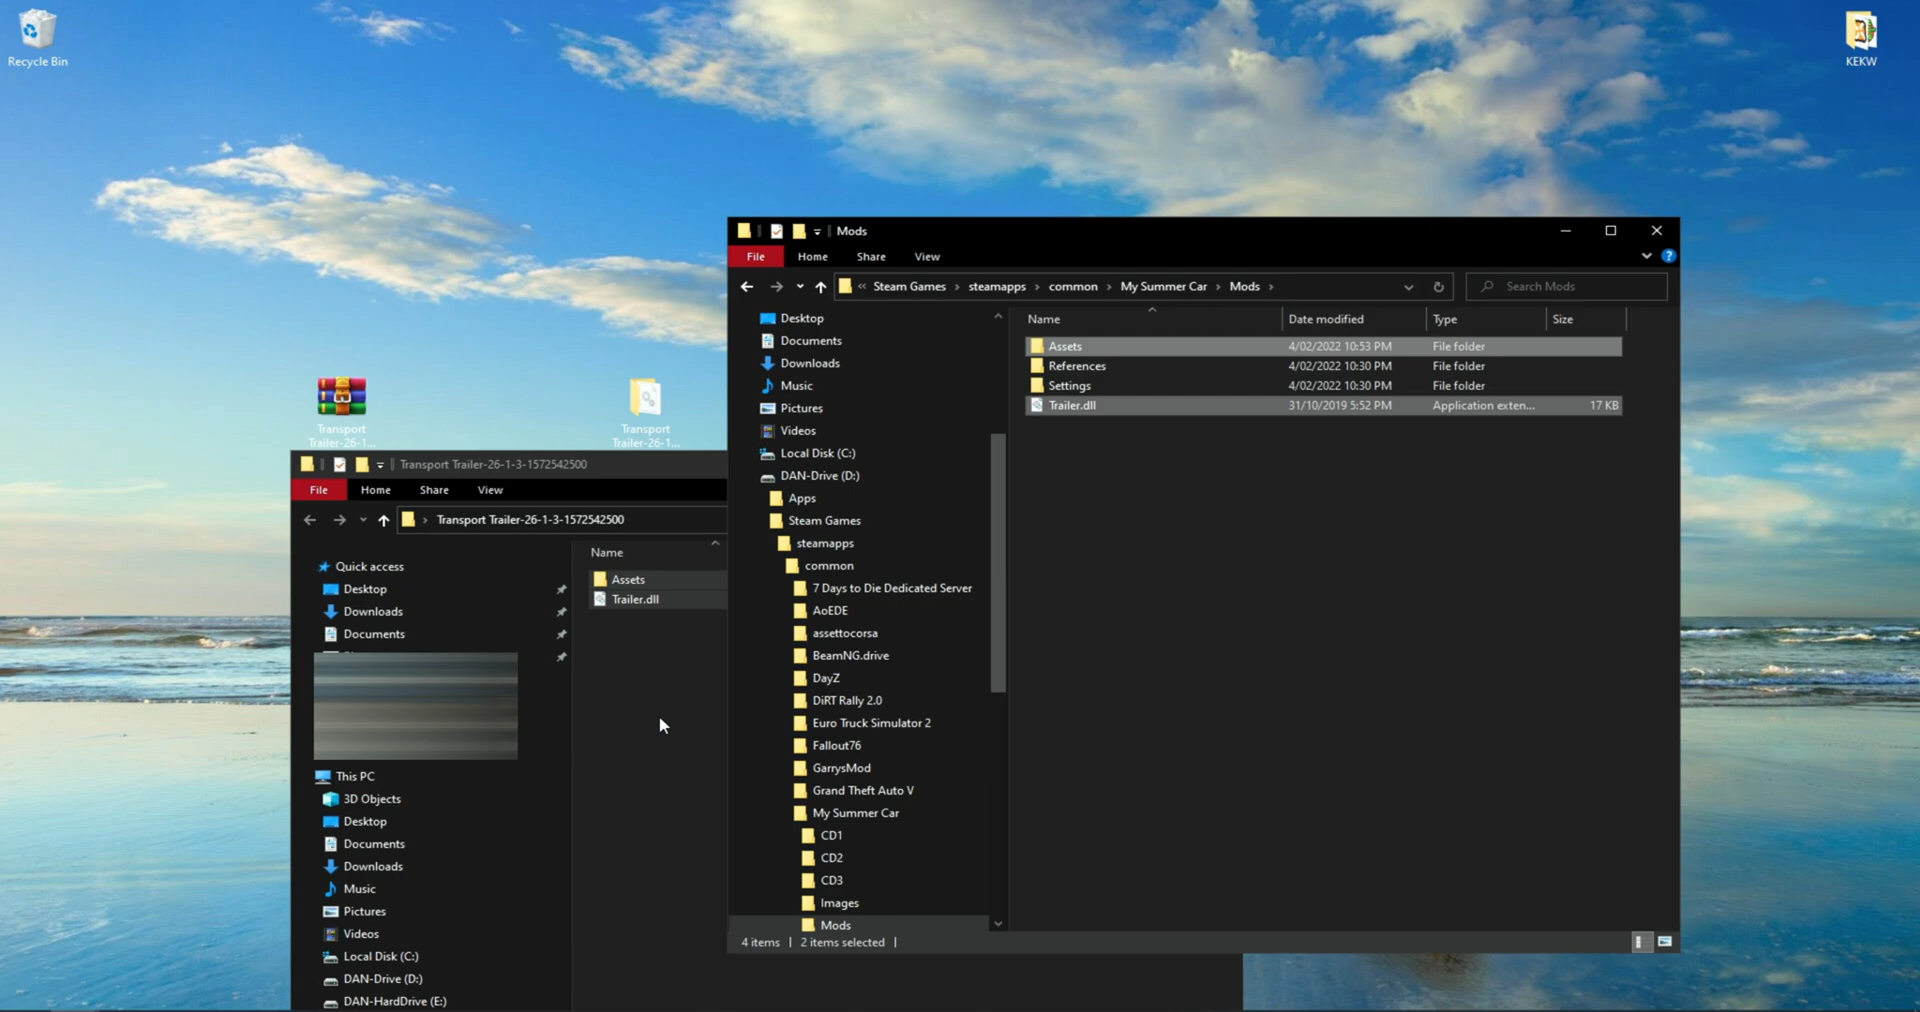 Recycle Bin
KEKW
Transport
Trailer-26-1...
Transport
Trailer-26-1...
Mods
File Home Share View
« Steam Games › steamapps › common › My Summer Car › Mods ›
Search Mods
Desktop
Documents
Downloads
Music
Pictures
Videos
Local Disk (C:)
DAN-Drive (D:)
Apps
Steam Games
steamapps
common
7 Days to Die Dedicated Server
AoEDE
assettocorsa
BeamNG.drive
DayZ
DiRT Rally 2.0
Euro Truck Simulator 2
Fallout76
GarrysMod
Grand Theft Auto V
My Summer Car
CD1
CD2
CD3
Images
Mods
Name Date modified Type Size
Assets 4/02/2022 10:53 PM File folder
References 4/02/2022 10:30 PM File folder
Settings 4/02/2022 10:30 PM File folder
Trailer.dll 31/10/2019 5:52 PM Application exten... 17 KB
4 items | 2 items selected |
Transport Trailer-26-1-3-1572542500
File Home Share View
› Transport Trailer-26-1-3-1572542500
Quick access
Desktop
Downloads
Documents
This PC
3D Objects
Desktop
Documents
Downloads
Music
Pictures
Videos
Local Disk (C:)
DAN-Drive (D:)
DAN-HardDrive (E:)
Name
Assets
Trailer.dll